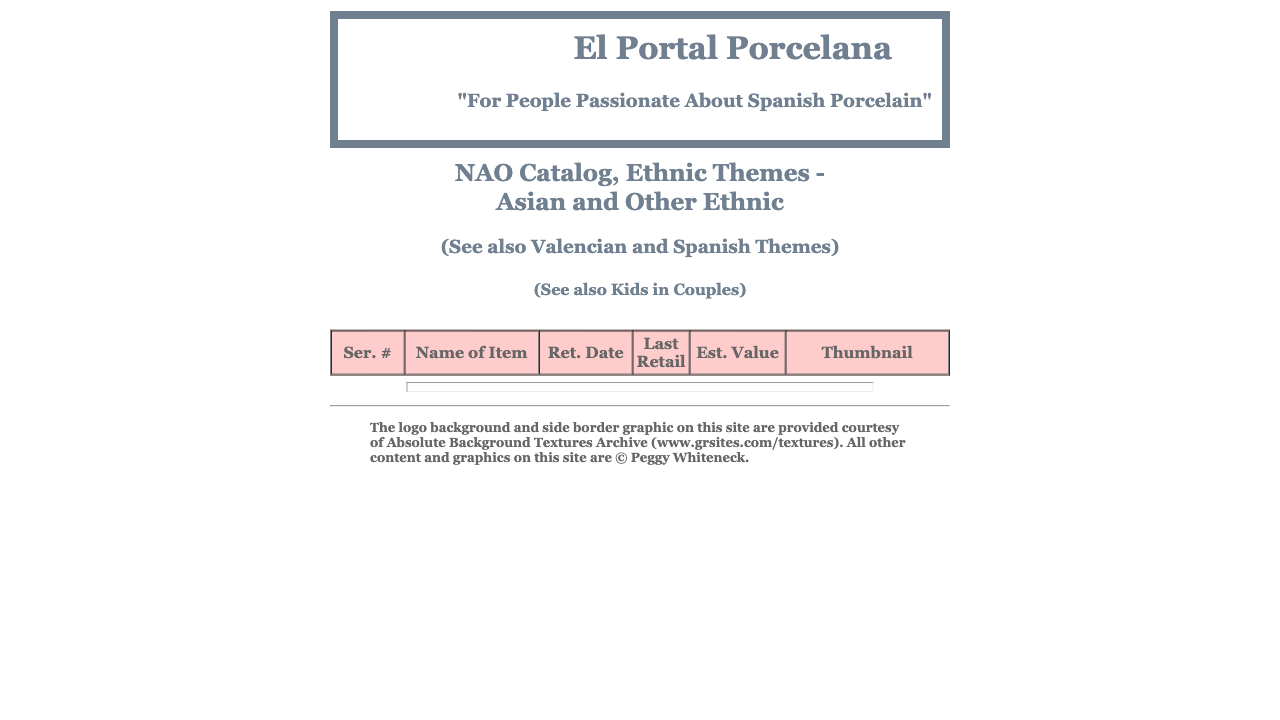 El Portal Porcelana
"For People Passionate About Spanish Porcelain"
NAO Catalog, Ethnic Themes -
Asian and Other Ethnic
(See also Valencian and Spanish Themes)
(See also Kids in Couples)
Ser. # Name of Item Ret. Date Last Retail Est. Value Thumbnail
The logo background and side border graphic on this site are provided courtesy
of Absolute Background Textures Archive (www.grsites.com/textures). All other
content and graphics on this site are © Peggy Whiteneck.